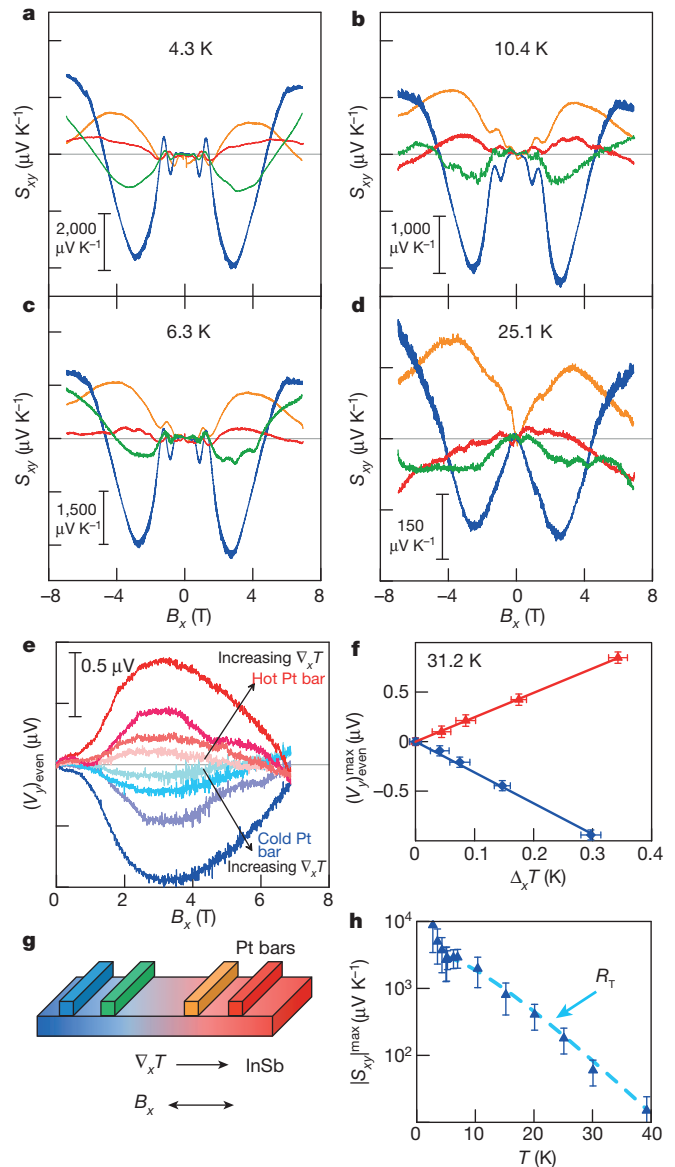 a
4.3 K
S_xy (μV K⁻¹)
2,000
μV K⁻¹
b
10.4 K
S_xy (μV K⁻¹)
1,000
μV K⁻¹
c
6.3 K
S_xy (μV K⁻¹)
1,500
μV K⁻¹
−8 −4 0 4 8
B_x (T)
d
25.1 K
S_xy (μV K⁻¹)
150
μV K⁻¹
−8 −4 0 4 8
B_x (T)
e
0.5 μV
Increasing ∇_xT
Hot Pt bar
(V_y)_even (μV)
Cold Pt
bar
Increasing ∇_xT
0 2 4 6 8
B_x (T)
f
31.2 K
(V_y)_even^max (μV)
0.5
0
−0.5
0 0.1 0.2 0.3 0.4
Δ_xT (K)
g
Pt bars
∇_xT
InSb
B_x
h
|S_xy|^max (μV K⁻¹)
10⁴
10³
10²
R_T
0 10 20 30 40
T (K)